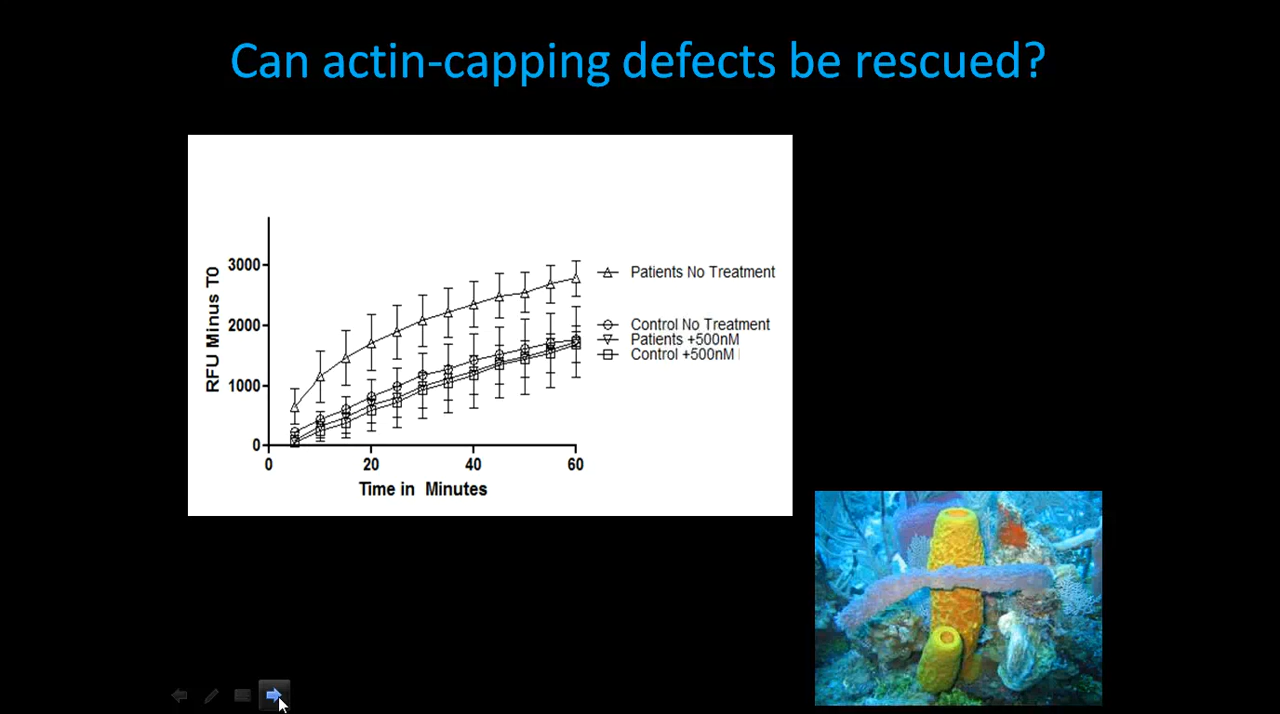 Can actin-capping defects be rescued?
RFU Minus T0
3000
2000
1000
0
0 20 40 60
Time in Minutes
Patients No Treatment
Control No Treatment
Patients +500nM
Control +500nM